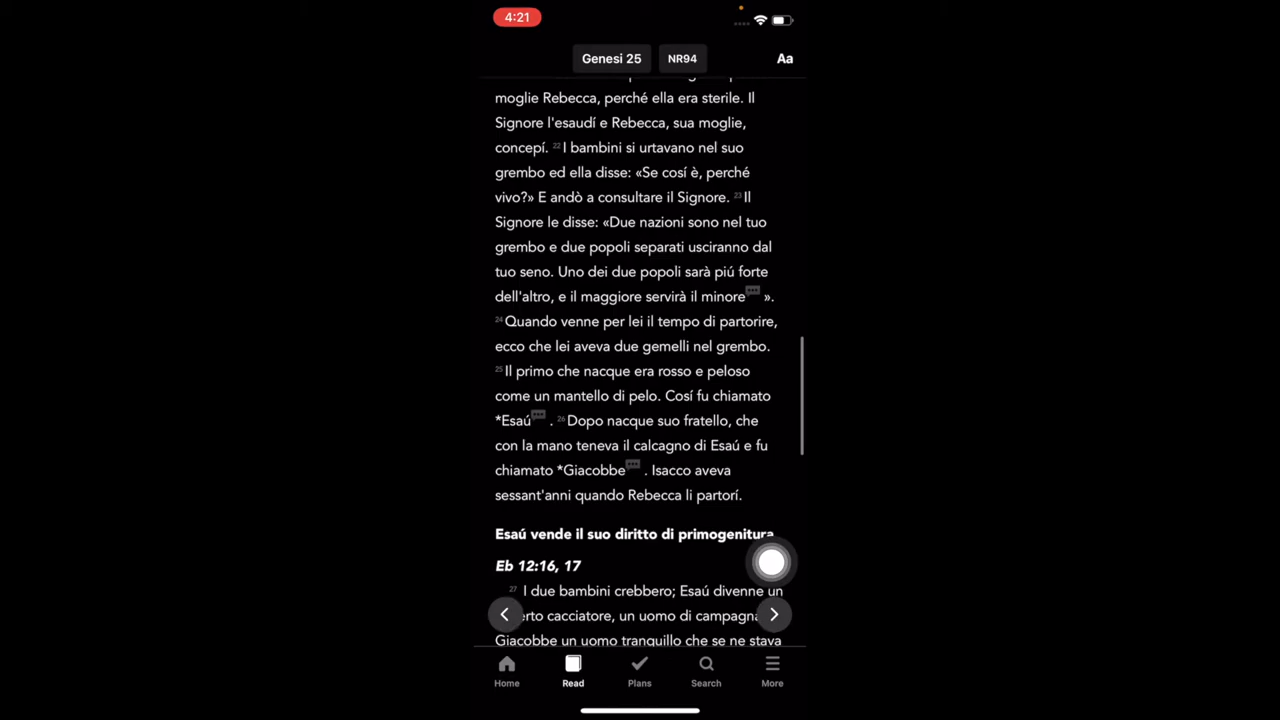 4:21
Genesi 25 NR94 Aa
moglie Rebecca, perché ella era sterile. Il
Signore l'esaudí e Rebecca, sua moglie,
concepí. 22 I bambini si urtavano nel suo
grembo ed ella disse: «Se cosí è, perché
vivo?» E andò a consultare il Signore. 23 Il
Signore le disse: «Due nazioni sono nel tuo
grembo e due popoli separati usciranno dal
tuo seno. Uno dei due popoli sarà piú forte
dell'altro, e il maggiore servirà il minore ».
24 Quando venne per lei il tempo di partorire,
ecco che lei aveva due gemelli nel grembo.
25 Il primo che nacque era rosso e peloso
come un mantello di pelo. Cosí fu chiamato
*Esaú . 26 Dopo nacque suo fratello, che
con la mano teneva il calcagno di Esaú e fu
chiamato *Giacobbe . Isacco aveva
sessant'anni quando Rebecca li partorí.
Esaú vende il suo diritto di primogenitura
Eb 12:16, 17
27 I due bambini crebbero; Esaú divenne un
erto cacciatore, un uomo di campagna
Giacobbe un uomo tranquillo che se ne stava
Home Read Plans Search More